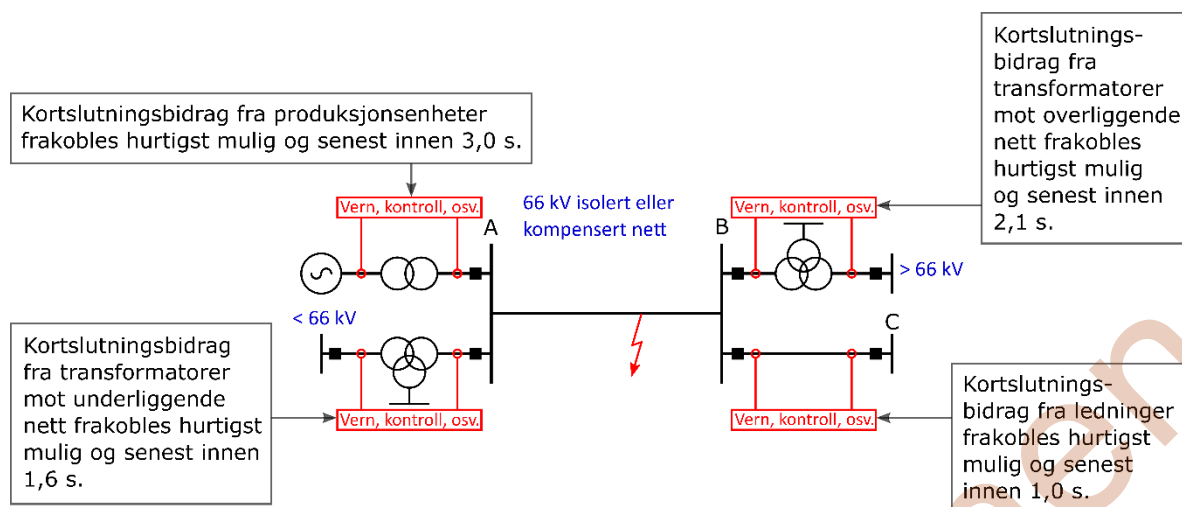 Kortslutningsbidrag fra produksjonsenheter
frakobles hurtigst mulig og senest innen 3,0 s.
Kortslutnings-
bidrag fra
transformatorer
mot overliggende
nett frakobles
hurtigst mulig
og senest innen
2,1 s.
Vern, kontroll, osv.
A
66 kV isolert eller
kompensert nett
B
Vern, kontroll, osv.
> 66 kV
< 66 kV
C
Kortslutningsbidrag
fra transformatorer
mot underliggende
nett frakobles hurtigst
mulig og senest innen
1,6 s.
Vern, kontroll, osv.
Vern, kontroll, osv.
Kortslutnings-
bidrag fra ledninger
frakobles hurtigst
mulig og senest
innen 1,0 s.
men